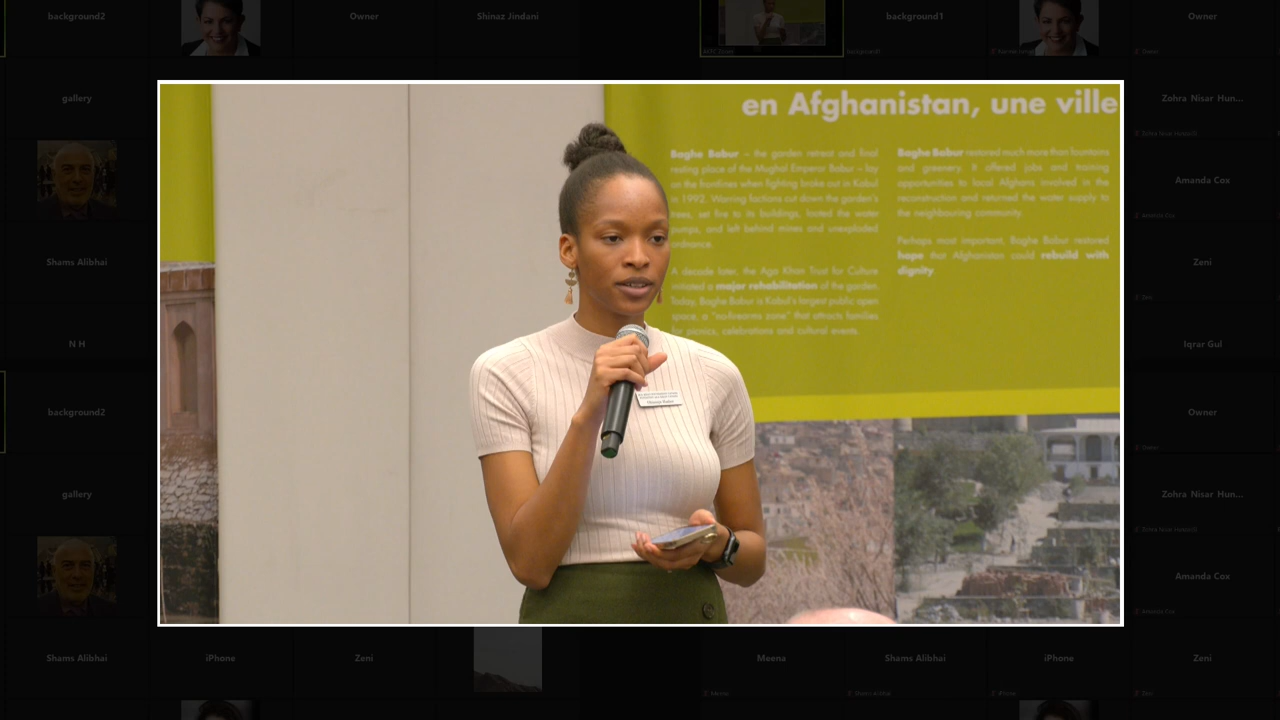 background2
Owner
Shinaz Jindani
background1
Owner
gallery
Zohra Nisar Hun...
Amanda Cox
Shams Alibhai
Zeni
N H
Iqrar Gul
background2
Owner
gallery
Zohra Nisar Hun...
Amanda Cox
Shams Alibhai
iPhone
Zeni
Meena
Shams Alibhai
iPhone
Zeni
en Afghanistan, une ville
Baghe Babur – the garden retreat and final
resting place of the Mughal Emperor Babur – lay
on the frontlines when fighting broke out in Kabul
in 1992. Warring factions cut down the garden's
trees, set fire to its buildings, looted the water
pumps, and left behind mines and unexploded
ordnance.
A decade later, the Aga Khan Trust for Culture
initiated a major rehabilitation of the garden.
Today, Baghe Babur is Kabul's largest public open
space, a "no-firearms zone" that attracts families
for picnics, celebrations and cultural events.
Baghe Babur restored much more than fountains
and greenery. It offered jobs and training
opportunities to local Afghans involved in the
reconstruction and returned the water supply to
the neighbouring community.
Perhaps most important, Baghe Babur restored
hope that Afghanistan could rebuild with
dignity.